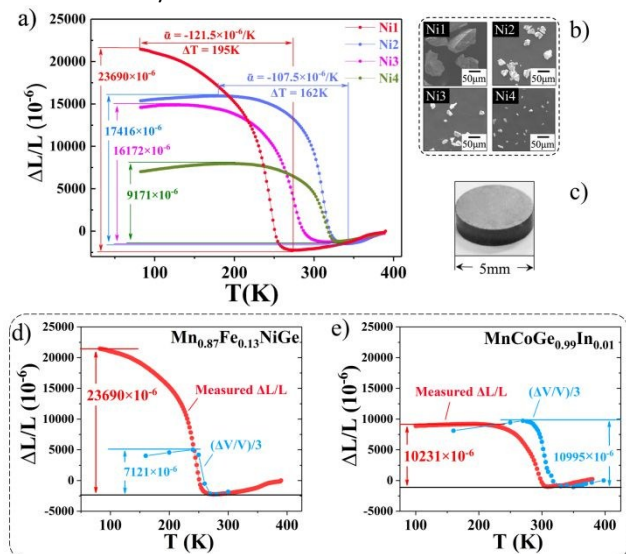 a)
ᾱ = -121.5×10⁻⁶/K
ΔT = 195K
ᾱ = -107.5×10⁻⁶/K
ΔT = 162K
Ni1
Ni2
Ni3
Ni4
23690×10⁻⁶
17416×10⁻⁶
16172×10⁻⁶
9171×10⁻⁶
ΔL/L (10⁻⁶)
25000
20000
15000
10000
5000
0
100
200
300
400
T(K)
b)
Ni1
50μm
Ni2
50μm
Ni3
50μm
Ni4
50μm
c)
5mm
d)
Mn0.87Fe0.13NiGe
ΔL/L (10⁻⁶)
25000
20000
15000
10000
5000
0
-5000
23690×10⁻⁶
Measured ΔL/L
(ΔV/V)/3
7121×10⁻⁶
100
200
300
400
T (K)
e)
MnCoGe0.99In0.01
ΔL/L (10⁻⁶)
25000
20000
15000
10000
5000
0
-5000
Measured ΔL/L
(ΔV/V)/3
10231×10⁻⁶
10995×10⁻⁶
100
200
300
400
T (K)